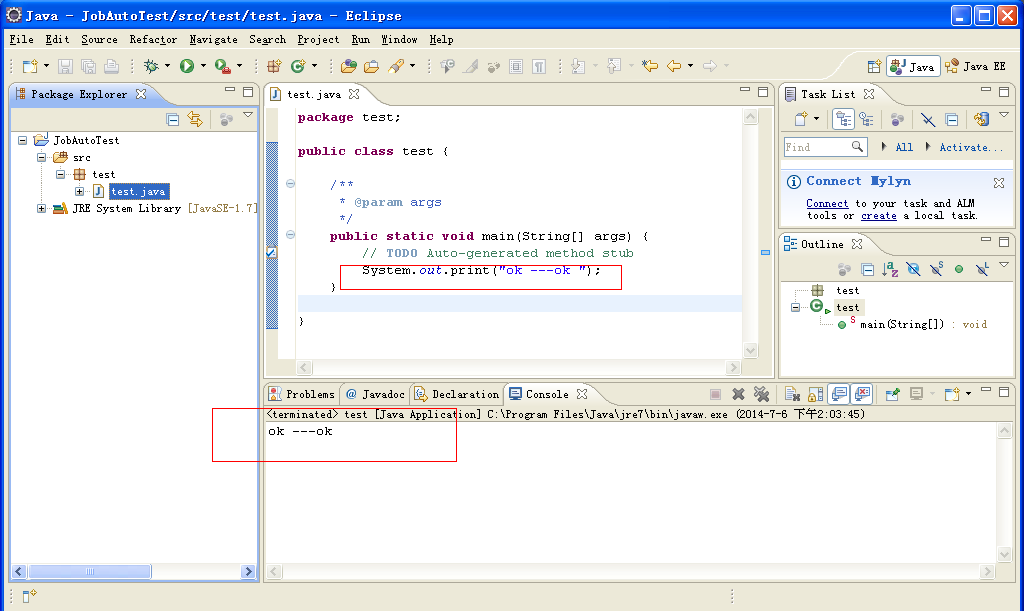 Java - JobAutoTest/src/test/test.java - Eclipse
File Edit Source Refactor Navigate Search Project Run Window Help
Java Java EE
Package Explorer
JobAutoTest
src
test
test.java
JRE System Library [JavaSE-1.7]
test.java
package test;
public class test {
/**
* @param args
*/
public static void main(String[] args) {
// TODO Auto-generated method stub
System.out.print("ok ---ok ");
}
}
Task List
Find All Activate...
Connect Mylyn
Connect to your task and ALM
tools or create a local task.
Outline
test
test
main(String[]) : void
Problems @ Javadoc Declaration Console
<terminated> test [Java Application] C:\Program Files\Java\jre7\bin\javaw.exe (2014-7-6 下午2:03:45)
ok ---ok